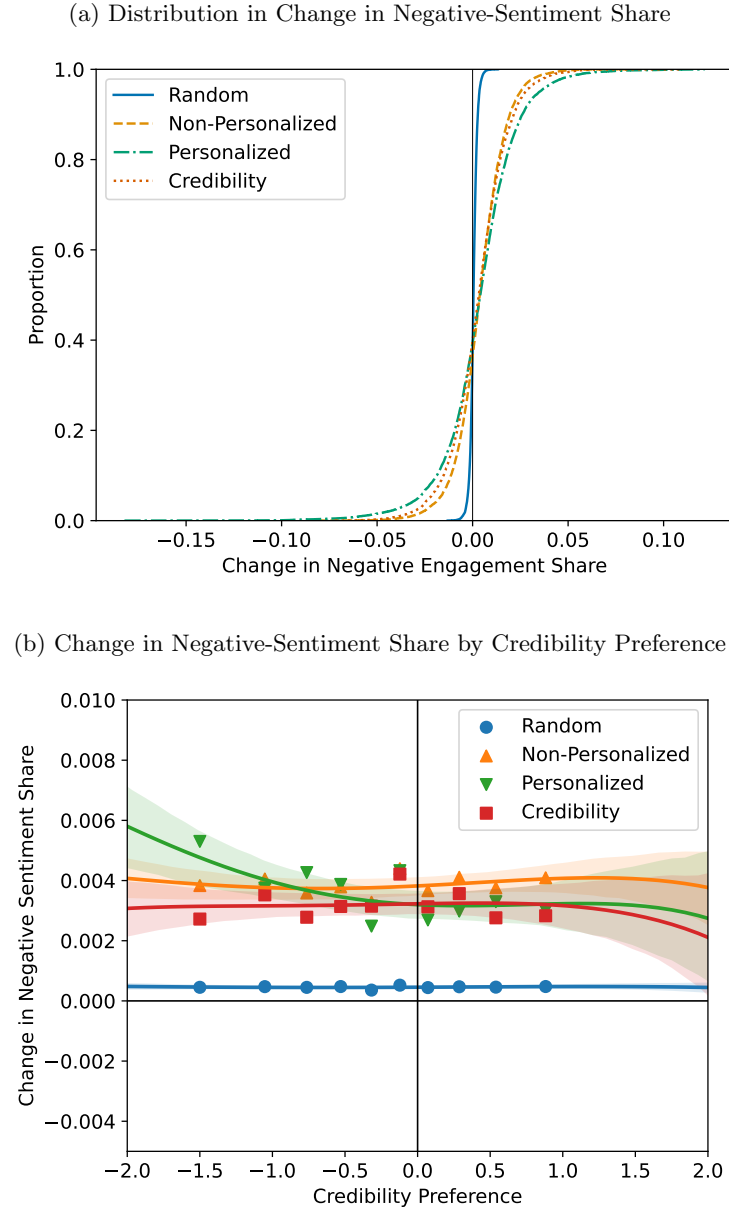 (a) Distribution in Change in Negative-Sentiment Share
1.0
0.8
0.6
0.4
0.2
0.0
Proportion
Random
Non-Personalized
Personalized
Credibility
−0.15
−0.10
−0.05
0.00
0.05
0.10
Change in Negative Engagement Share
(b) Change in Negative-Sentiment Share by Credibility Preference
0.010
0.008
0.006
0.004
0.002
0.000
−0.002
−0.004
Change in Negative Sentiment Share
Random
Non-Personalized
Personalized
Credibility
−2.0
−1.5
−1.0
−0.5
0.0
0.5
1.0
1.5
2.0
Credibility Preference